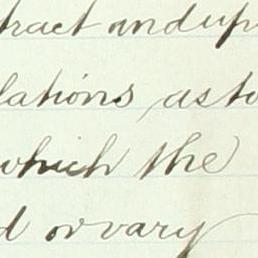 tract and up
lations as to
which the
d or vary